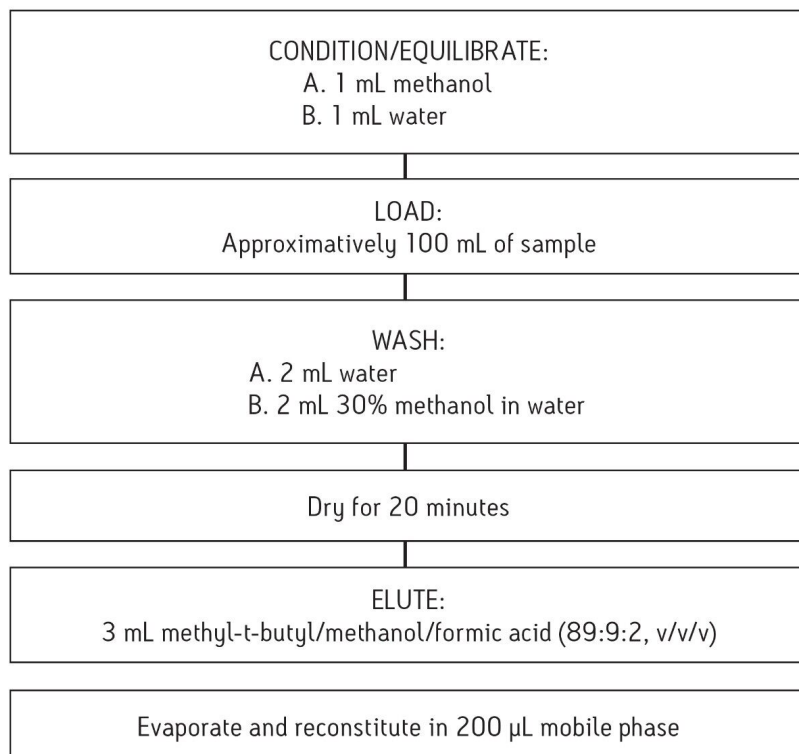 CONDITION/EQUILIBRATE:
A. 1 mL methanol
B. 1 mL water
LOAD:
Approximatively 100 mL of sample
WASH:
A. 2 mL water
B. 2 mL 30% methanol in water
Dry for 20 minutes
ELUTE:
3 mL methyl-t-butyl/methanol/formic acid (89:9:2, v/v/v)
Evaporate and reconstitute in 200 µL mobile phase